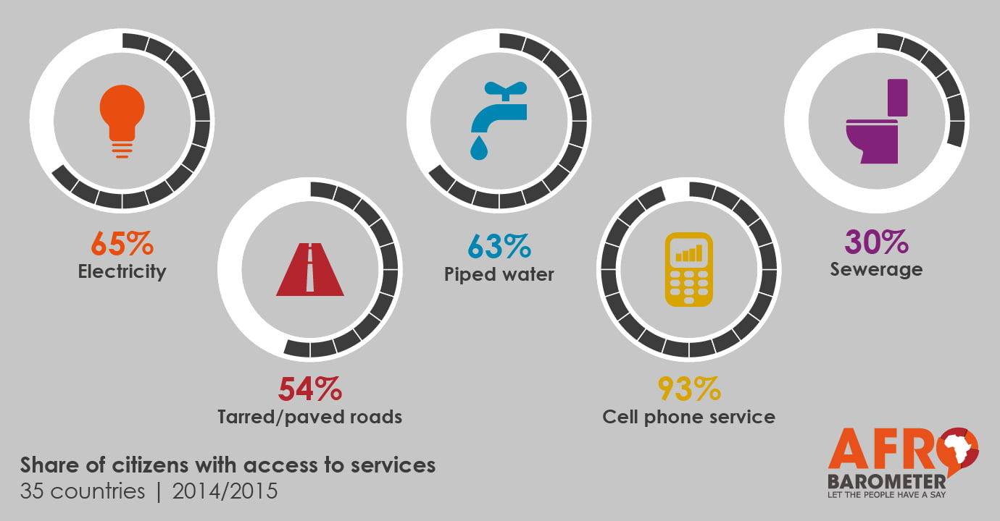 65%
Electricity
54%
Tarred/paved roads
63%
Piped water
93%
Cell phone service
30%
Sewerage
Share of citizens with access to services
35 countries | 2014/2015
AFRO
BAROMETER
LET THE PEOPLE HAVE A SAY